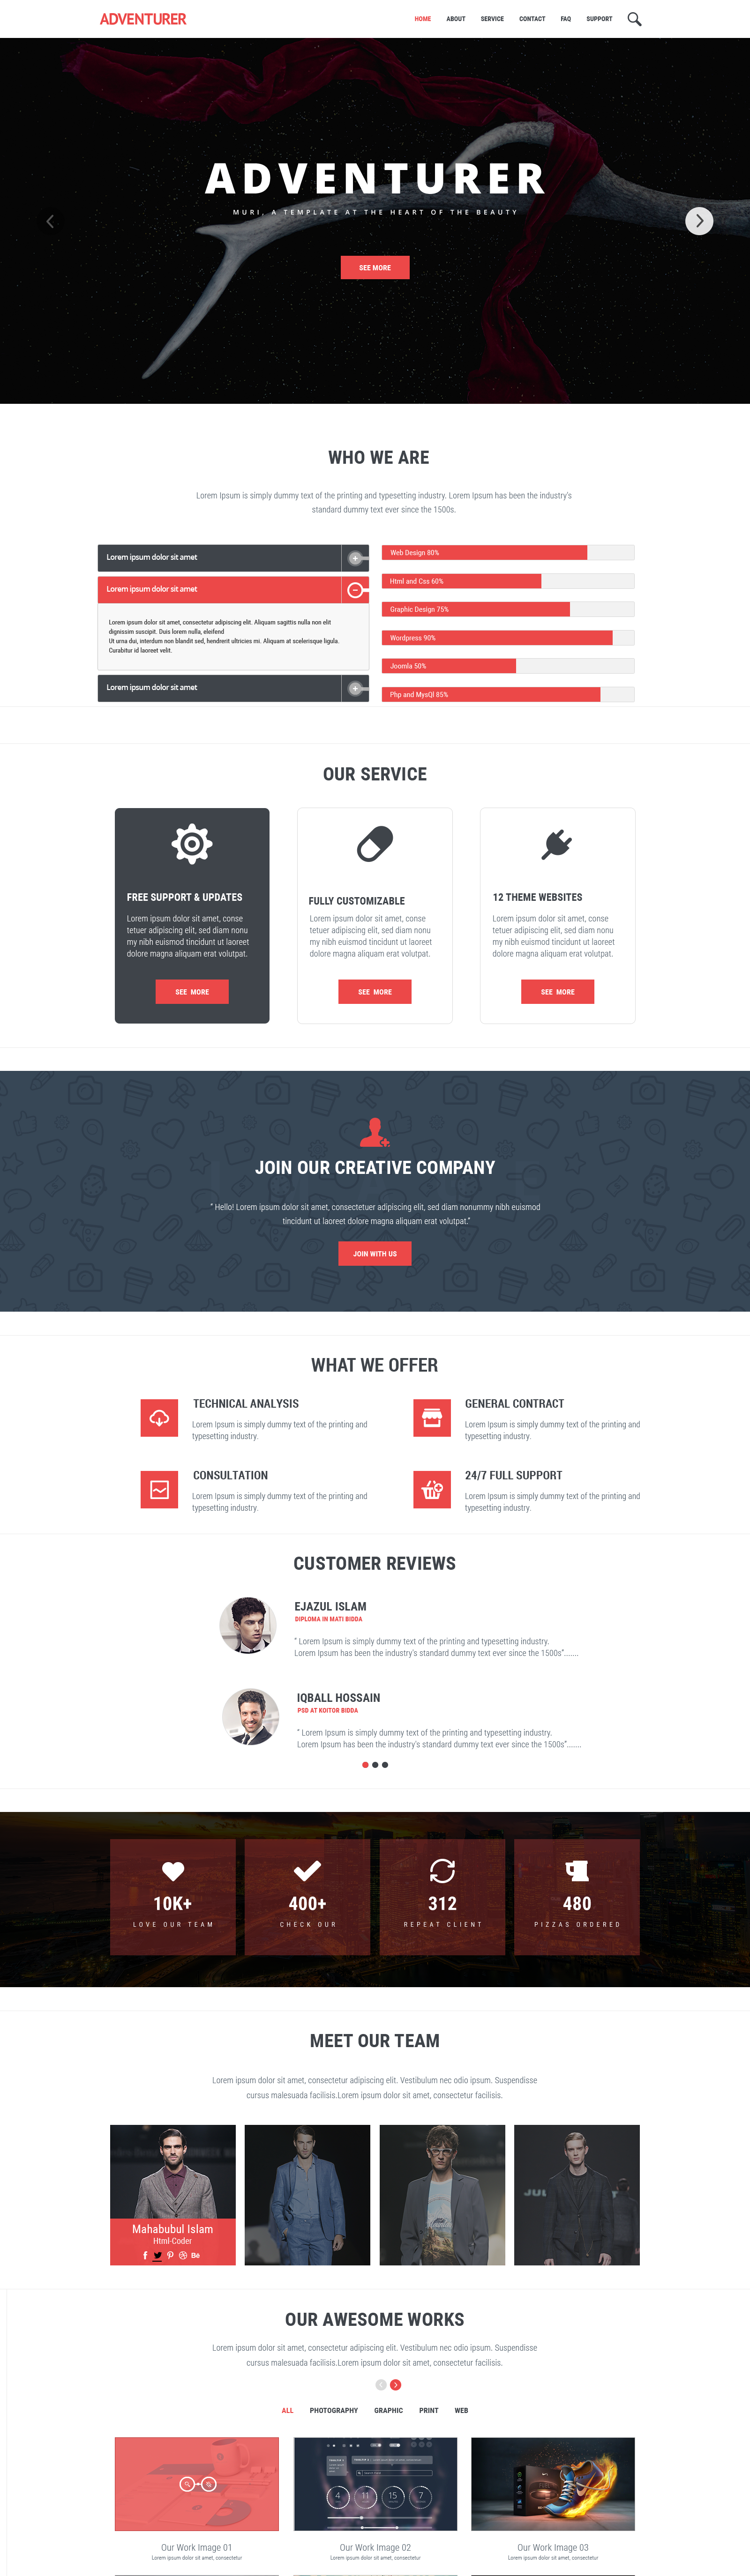 ADVENTURER
HOME ABOUT SERVICE CONTACT FAQ SUPPORT
ADVENTURER
MURI, A TEMPLATE AT THE HEART OF THE BEAUTY
SEE MORE
WHO WE ARE
Lorem Ipsum is simply dummy text of the printing and typesetting industry. Lorem Ipsum has been the industry's
standard dummy text ever since the 1500s.
Lorem ipsum dolor sit amet
Lorem ipsum dolor sit amet
Lorem ipsum dolor sit amet, consectetur adipiscing elit. Aliquam sagittis nulla non elit
dignissim suscipit. Duis lorem nulla, eleifend
Ut urna dui, interdum non blandit sed, hendrerit ultricies mi. Aliquam at scelerisque ligula.
Curabitur id laoreet velit.
Lorem ipsum dolor sit amet
Web Design 80%
Html and Css 60%
Graphic Design 75%
Wordpress 90%
Joomla 50%
Php and MysQl 85%
OUR SERVICE
FREE SUPPORT & UPDATES
Lorem ipsum dolor sit amet, conse
tetuer adipiscing elit, sed diam nonu
my nibh euismod tincidunt ut laoreet
dolore magna aliquam erat volutpat.
SEE MORE
FULLY CUSTOMIZABLE
Lorem ipsum dolor sit amet, conse
tetuer adipiscing elit, sed diam nonu
my nibh euismod tincidunt ut laoreet
dolore magna aliquam erat volutpat.
SEE MORE
12 THEME WEBSITES
Lorem ipsum dolor sit amet, conse
tetuer adipiscing elit, sed diam nonu
my nibh euismod tincidunt ut laoreet
dolore magna aliquam erat volutpat.
SEE MORE
JOIN OUR CREATIVE COMPANY
" Hello! Lorem ipsum dolor sit amet, consectetuer adipiscing elit, sed diam nonummy nibh euismod
tincidunt ut laoreet dolore magna aliquam erat volutpat."
JOIN WITH US
WHAT WE OFFER
TECHNICAL ANALYSIS
Lorem Ipsum is simply dummy text of the printing and
typesetting industry.
GENERAL CONTRACT
Lorem Ipsum is simply dummy text of the printing and
typesetting industry.
CONSULTATION
Lorem Ipsum is simply dummy text of the printing and
typesetting industry.
24/7 FULL SUPPORT
Lorem Ipsum is simply dummy text of the printing and
typesetting industry.
CUSTOMER REVIEWS
EJAZUL ISLAM
DIPLOMA IN MATI BIDDA
" Lorem Ipsum is simply dummy text of the printing and typesetting industry.
Lorem Ipsum has been the industry's standard dummy text ever since the 1500s".......
IQBALL HOSSAIN
PSD AT KOITOR BIDDA
" Lorem Ipsum is simply dummy text of the printing and typesetting industry.
Lorem Ipsum has been the industry's standard dummy text ever since the 1500s".......
10K+
LOVE OUR TEAM
400+
CHECK OUR
312
REPEAT CLIENT
480
PIZZAS ORDERED
MEET OUR TEAM
Lorem ipsum dolor sit amet, consectetur adipiscing elit. Vestibulum nec odio ipsum. Suspendisse
cursus malesuada facilisis.Lorem ipsum dolor sit amet, consectetur facilisis.
Mahabubul Islam
Html-Coder
Bē
OUR AWESOME WORKS
Lorem ipsum dolor sit amet, consectetur adipiscing elit. Vestibulum nec odio ipsum. Suspendisse
cursus malesuada facilisis.Lorem ipsum dolor sit amet, consectetur facilisis.
ALL PHOTOGRAPHY GRAPHIC PRINT WEB
4 11 15 7
Our Work Image 01
Lorem ipsum dolor sit amet, consectetur
Our Work Image 02
Lorem ipsum dolor sit amet, consectetur
Our Work Image 03
Lorem ipsum dolor sit amet, consectetur